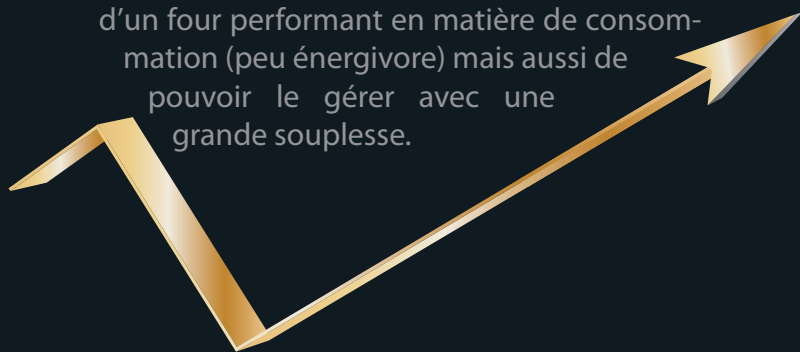 d’un four performant en matière de consom-
mation (peu énergivore) mais aussi de
pouvoir le gérer avec une
grande souplesse.